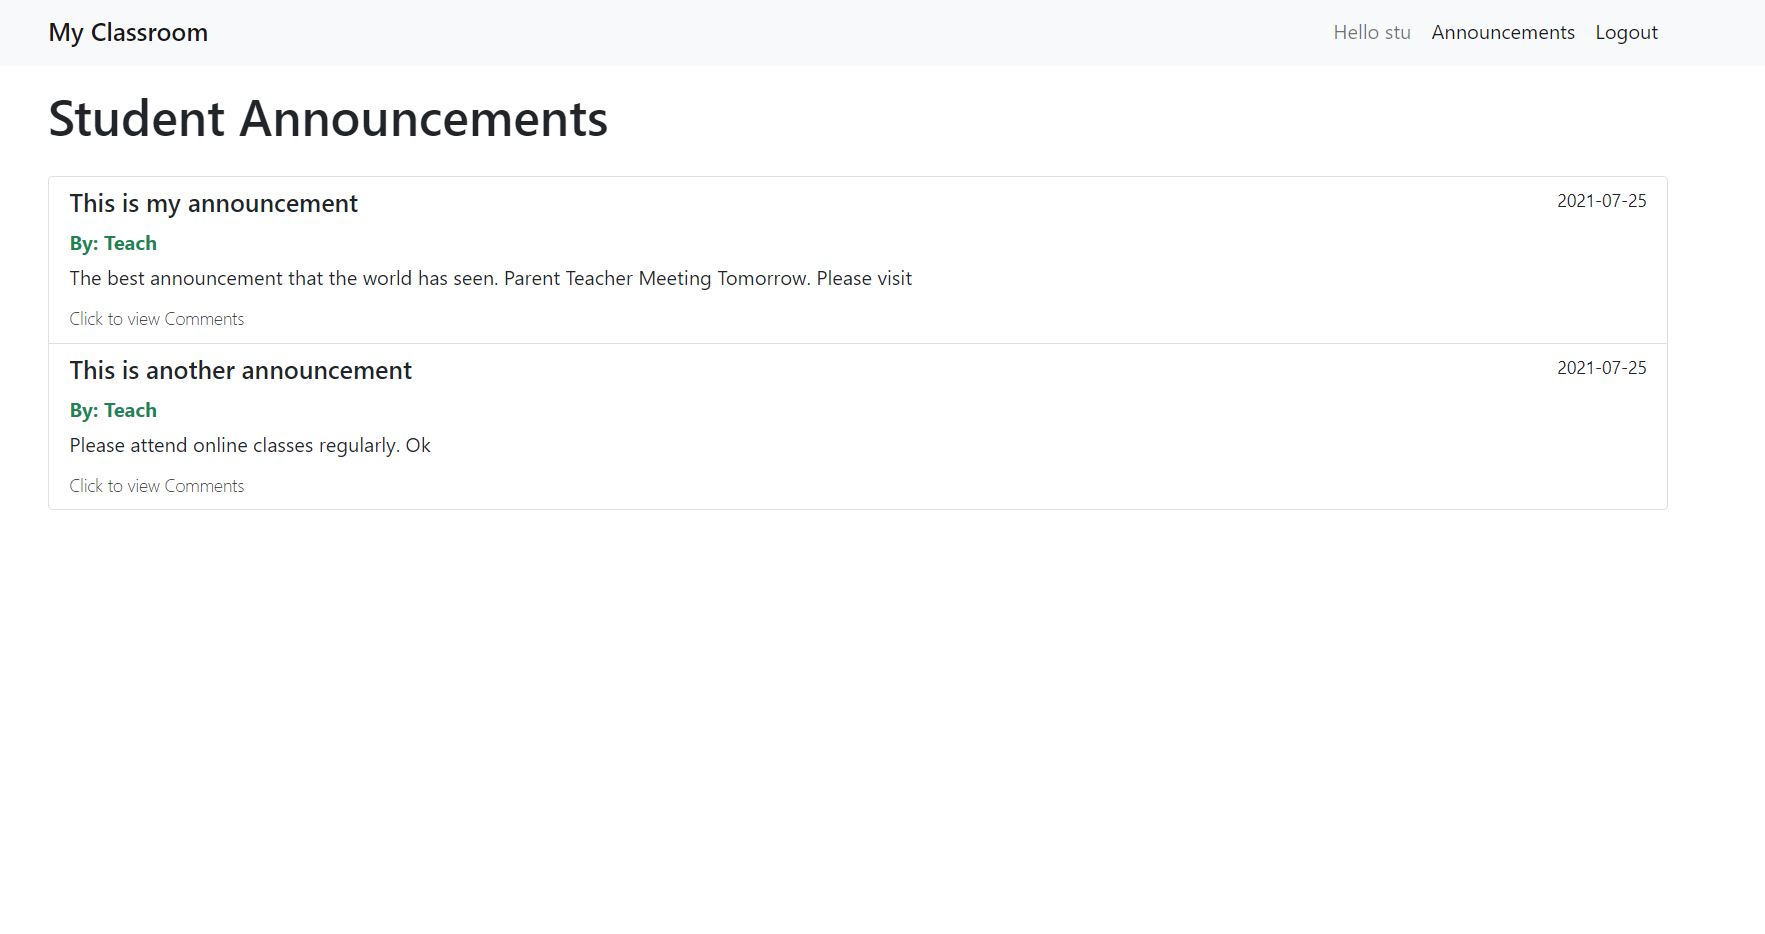 My Classroom
Hello stu Announcements Logout
Student Announcements
This is my announcement
2021-07-25
By: Teach
The best announcement that the world has seen. Parent Teacher Meeting Tomorrow. Please visit
Click to view Comments
This is another announcement
2021-07-25
By: Teach
Please attend online classes regularly. Ok
Click to view Comments